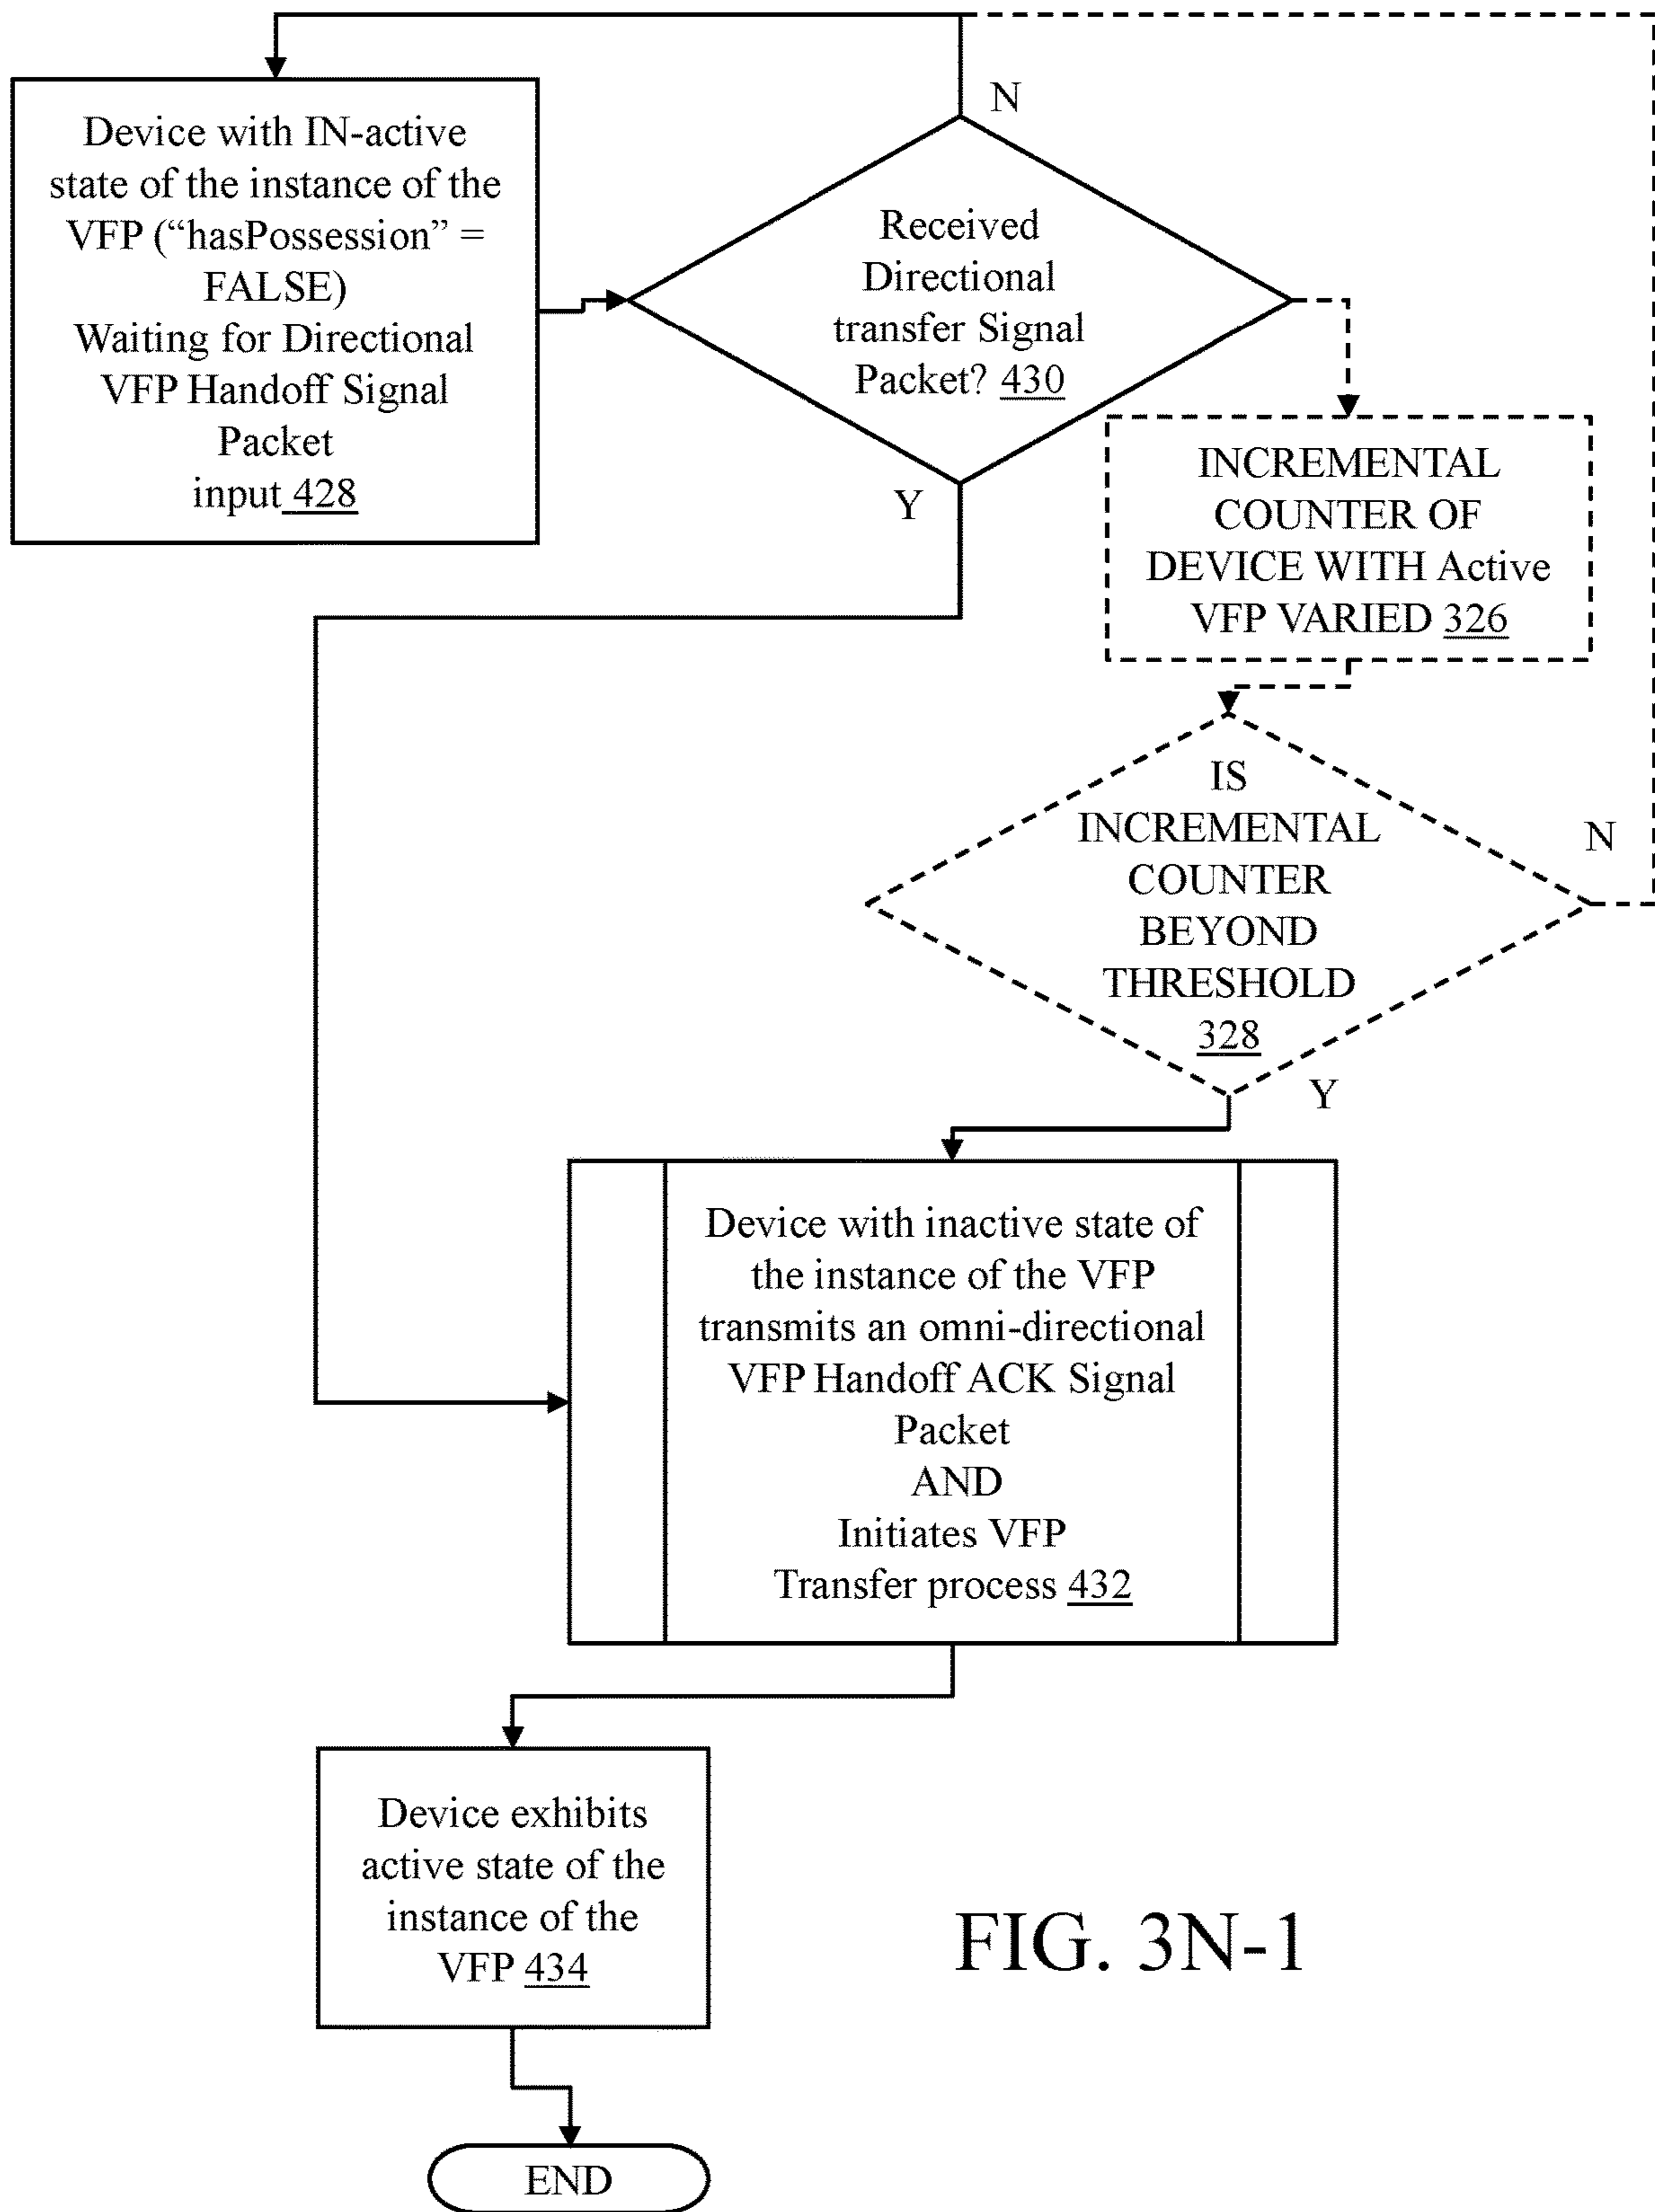 N
Device with IN-active
state of the instance of the
VFP (“hasPossession” =
FALSE)
Waiting for Directional
VFP Handoff Signal
Packet
input 428
Received
Directional
transfer Signal
Packet? 430
Y
INCREMENTAL
COUNTER OF
DEVICE WITH Active
VFP VARIED 326
IS
INCREMENTAL
COUNTER
BEYOND
THRESHOLD
328
N
Y
Device with inactive state of
the instance of the VFP
transmits an omni-directional
VFP Handoff ACK Signal
Packet
AND
Initiates VFP
Transfer process 432
Device exhibits
active state of the
instance of the
VFP 434
FIG. 3N-1
END